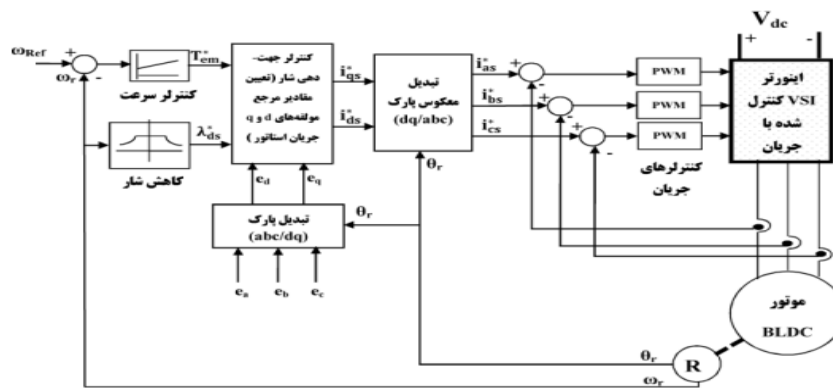 V_dc
+ -
ω_Ref
+
-
ω_r
T*_em
کنترلر سرعت
λ*_ds
کاهش شار
کنترلر جهت-
دهی شار (تعیین
مقادیر مرجع
مولفه‌های d و q
جریان استاتور )
i*_qs
i*_ds
e_d
e_q
تبدیل پارک
(abc/dq)
e_a
e_b
e_c
θ_r
تبدیل
معکوس پارک
(dq/abc)
θ_r
i*_as
i*_bs
i*_cs
+
-
+
-
+
-
PWM
PWM
PWM
کنترلرهای
جریان
اینورتر
VSI کنترل
شده با
جریان
موتور
BLDC
R
θ_r
ω_r